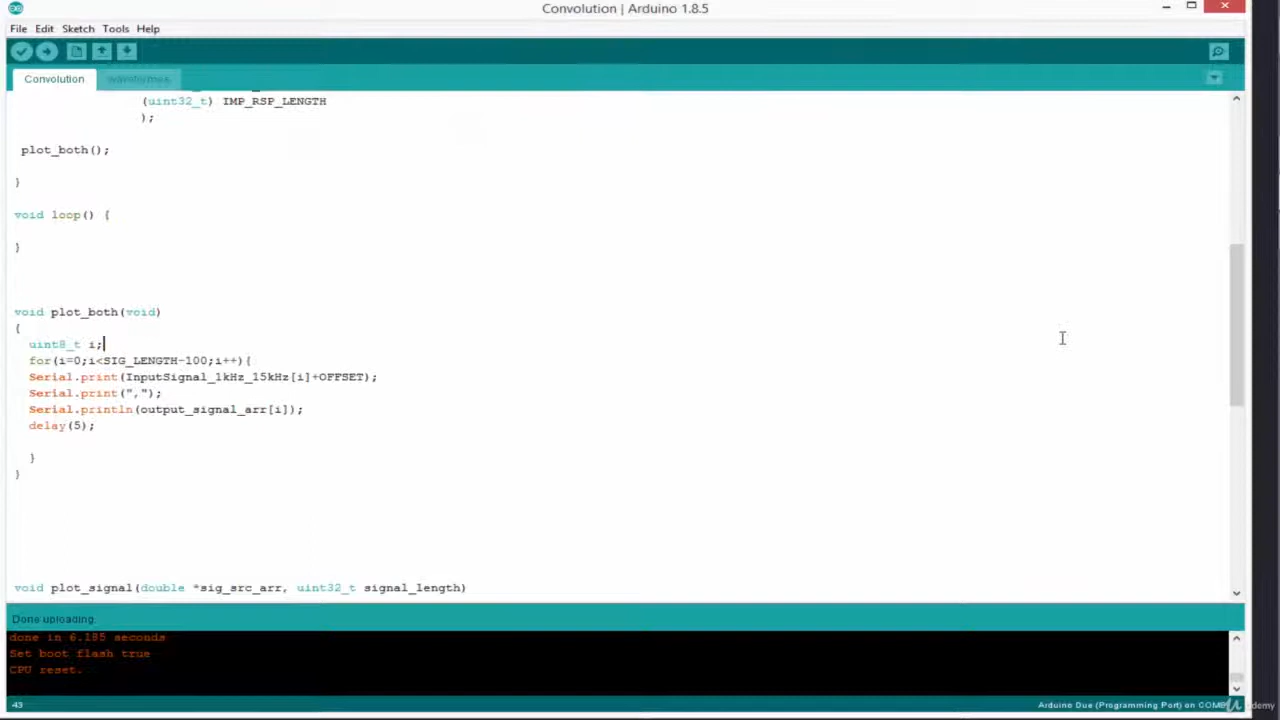 Convolution | Arduino 1.8.5
File Edit Sketch Tools Help
Convolution
(uint32_t) IMP_RSP_LENGTH
);
plot_both();
}
void loop() {
}
void plot_both(void)
{
uint8_t i;
for(i=0;i<SIG_LENGTH-100;i++){
Serial.print(InputSignal_1kHz_15kHz[i]+OFFSET);
Serial.print(",");
Serial.println(output_signal_arr[i]);
delay(5);
}
}
void plot_signal(double *sig_src_arr, uint32_t signal_length)
Done uploading.
done in 6.185 seconds
Set boot flash true
CPU reset.
43
Arduino Due (Programming Port) on